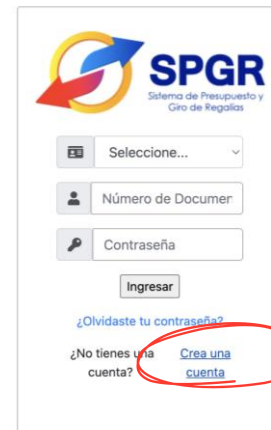 SPGR
Sistema de Presupuesto y
Giro de Regalías
Seleccione...
Número de Documen
Contraseña
Ingresar
¿Olvidaste tu contraseña?
¿No tienes una Crea una
cuenta? cuenta